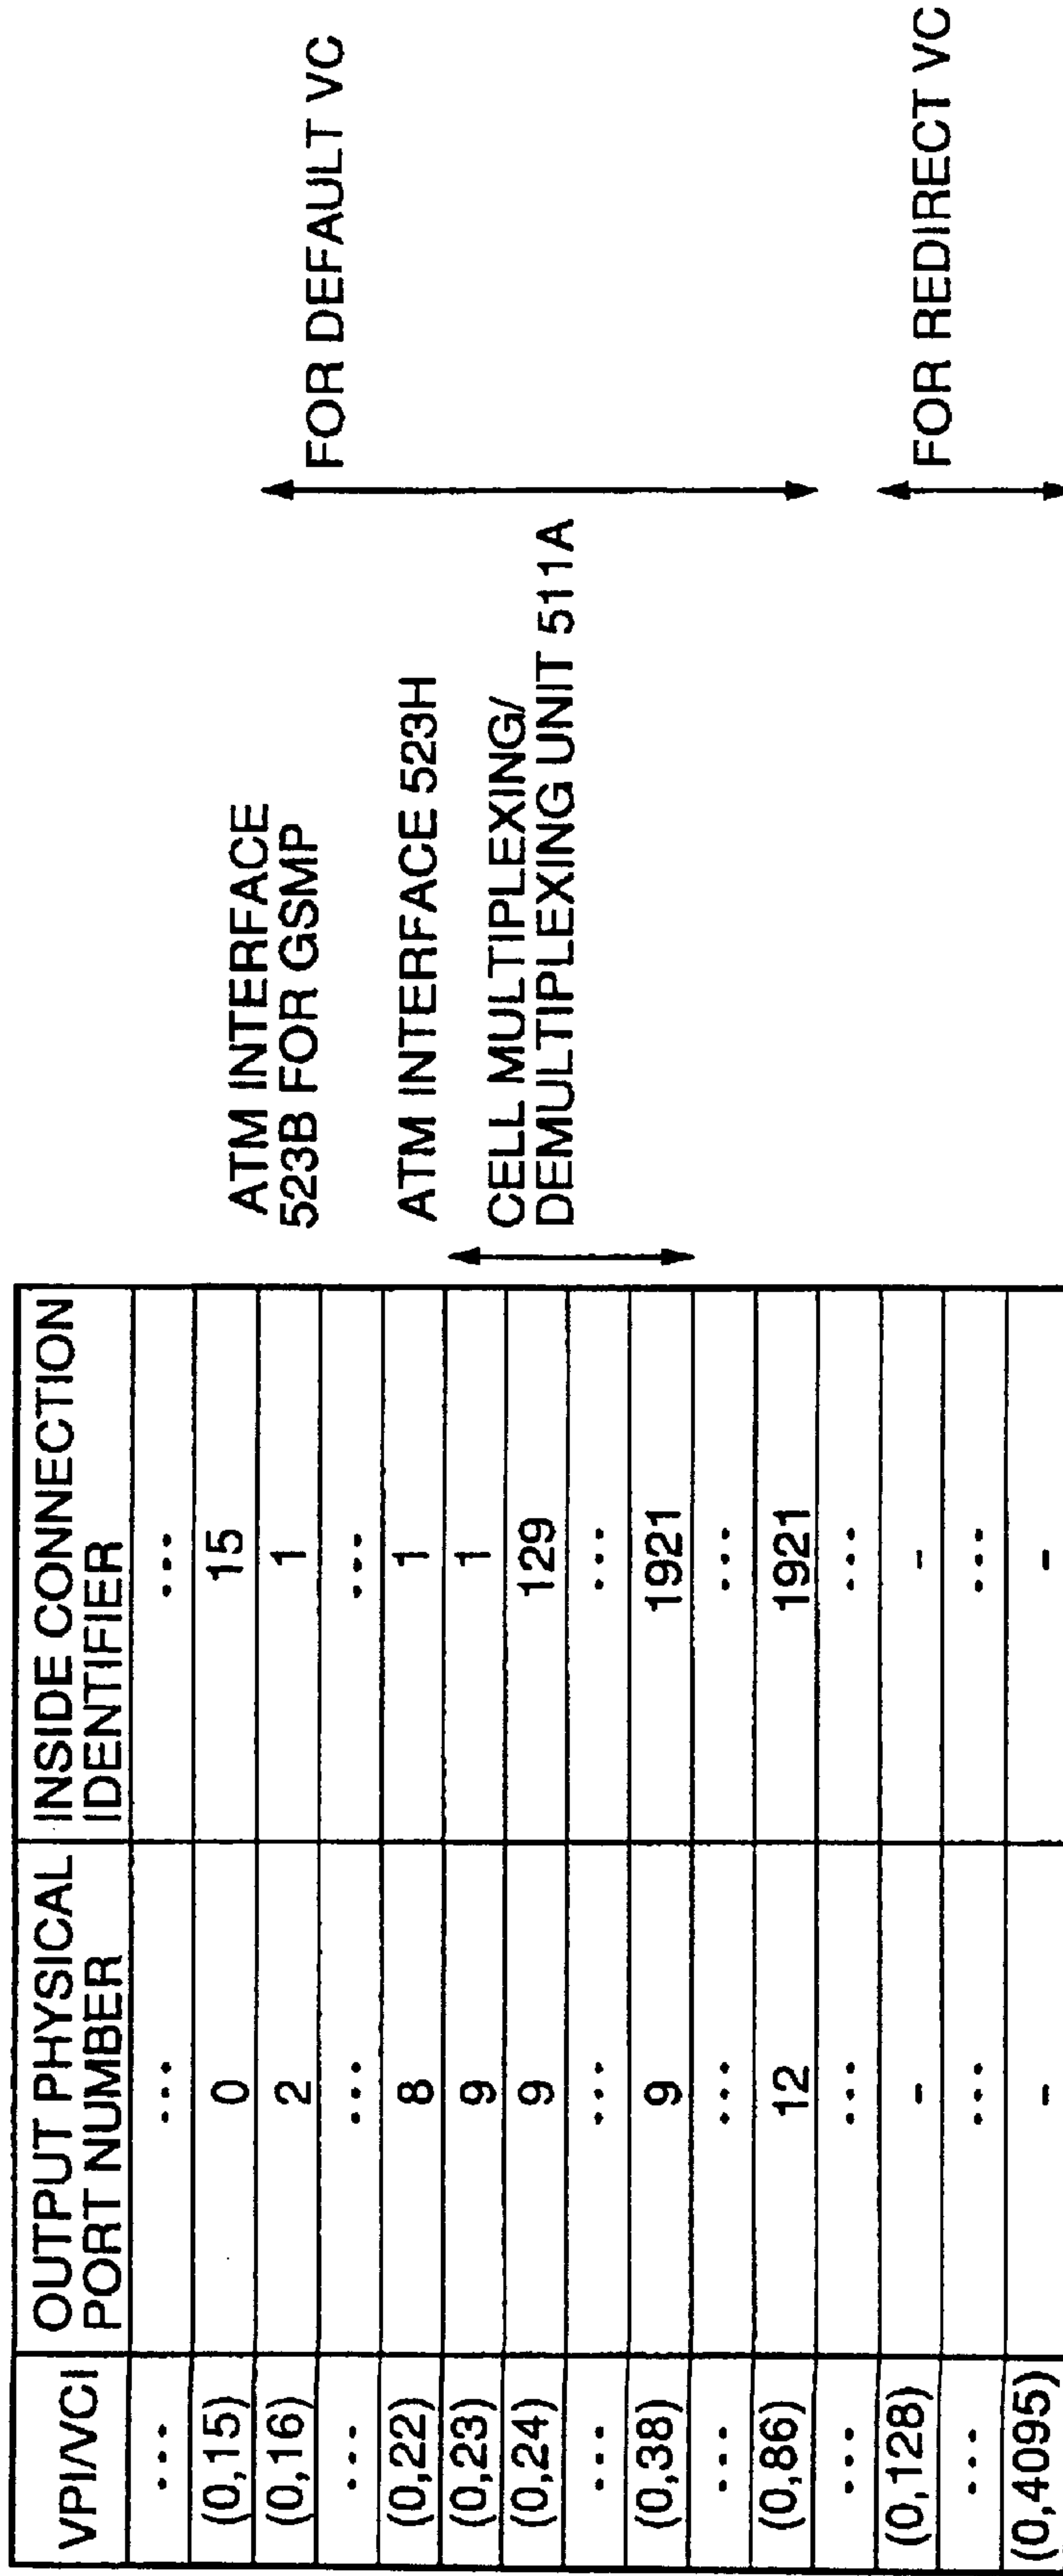 VPI/VCI OUTPUT PHYSICAL PORT NUMBER INSIDE CONNECTION IDENTIFIER
... ... ...
(0,15) 0 15
(0,16) 2 1
... ... ...
(0,22) 8 1
(0,23) 9 1
(0,24) 9 129
... ... ...
(0,38) 9 1921
... ... ...
(0,86) 12 1921
... ... ...
(0,128) - -
... ... ...
(0,4095) - -
ATM INTERFACE
523B FOR GSMP
ATM INTERFACE 523H
CELL MULTIPLEXING/
DEMULTIPLEXING UNIT 511A
FOR DEFAULT VC
FOR REDIRECT VC